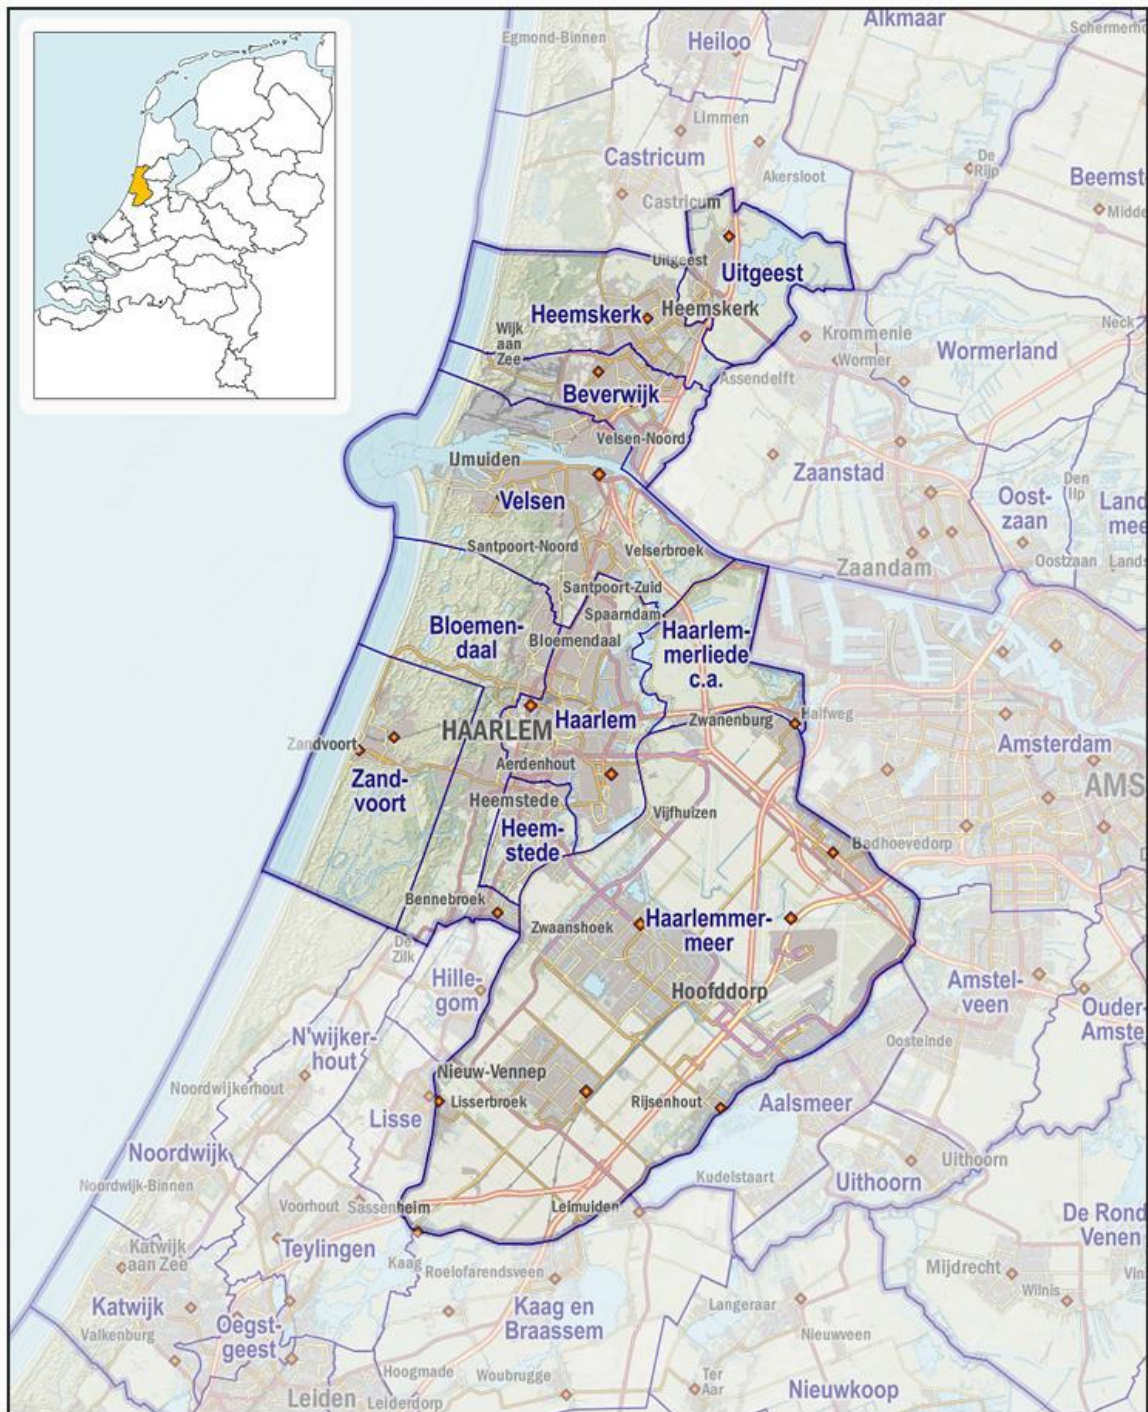 Alkmaar
Schermerho
Egmond-Binnen
Heiloo
Limmen
Castricum
De
Rijp
Akersloot
Beemst
Castricum
Midde
Uitgeest
Uitgeest
Heemskerk
Heemskerk
Wijk
aan
Zee
Krommenie
Neck
Wormer
Wormerland
Assendelft
Beverwijk
Velsen-Noord
IJmuiden
Zaanstad
Den
Ilp
Velsen
Oost-
zaan
Land
mee
Santpoort-Noord
Velserbroek
Oostzaan
Lands
Zaandam
Santpoort-Zuid
Spaarndam
Bloemen-
daal
Bloemendaal
Haarlem-
merliede
c.a.
Haarlem
Zwanenburg
Halfweg
HAARLEM
Zandvoort
Amsterdam
Aerdenhout
Zand-
voort
AMS
Heemstede
Vijfhuizen
Heem-
stede
Badhoevedorp
Bennebroek
Zwaanshoek
Haarlemmer-
meer
De
Zilk
Hille-
gom
Amstel-
veen
Hoofddorp
Ouder-
Amste
N'wijker-
hout
Oosteinde
Nieuw-Vennep
Noordwijkerhout
Lisserbroek
Rijsenhout
Aalsmeer
Lisse
Noordwijk
Uithoorn
Kudelstaart
Uithoorn
Noordwijk-Binnen
Voorhout
Sassenheim
Leimuiden
De Rond
Venen
Teylingen
Katwijk
aan Zee
Kaag
Roelofarendsveen
Mijdrecht
Vin
Wilnis
Katwijk
Kaag en
Braassem
Langeraar
Valkenburg
Oegst-
geest
Nieuwveen
Hoogmade
Woubrugge
Ter
Aar
Leiden
Leiderdorp
Nieuwkoop